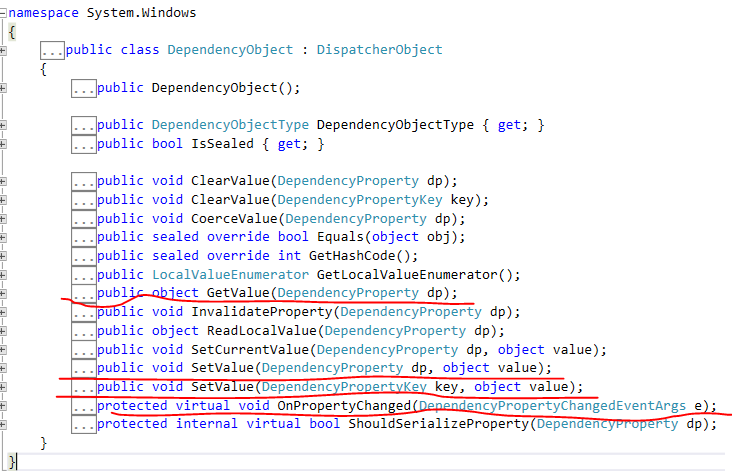 namespace System.Windows
{
...public class DependencyObject : DispatcherObject
{
...public DependencyObject();
...public DependencyObjectType DependencyObjectType { get; }
...public bool IsSealed { get; }
...public void ClearValue(DependencyProperty dp);
...public void ClearValue(DependencyPropertyKey key);
...public void CoerceValue(DependencyProperty dp);
...public sealed override bool Equals(object obj);
...public sealed override int GetHashCode();
...public LocalValueEnumerator GetLocalValueEnumerator();
...public object GetValue(DependencyProperty dp);
...public void InvalidateProperty(DependencyProperty dp);
...public object ReadLocalValue(DependencyProperty dp);
...public void SetCurrentValue(DependencyProperty dp, object value);
...public void SetValue(DependencyProperty dp, object value);
...public void SetValue(DependencyPropertyKey key, object value);
...protected virtual void OnPropertyChanged(DependencyPropertyChangedEventArgs e);
...protected internal virtual bool ShouldSerializeProperty(DependencyProperty dp);
}
}